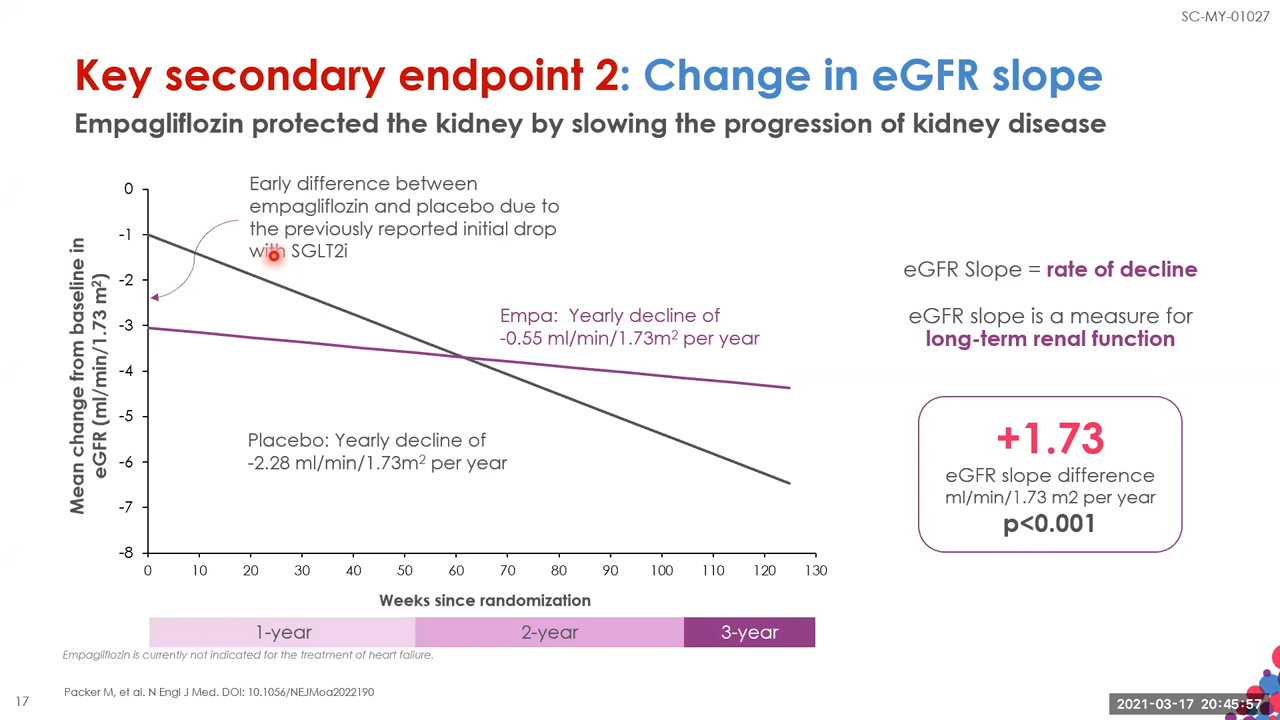 SC-MY-01027
Key secondary endpoint 2: Change in eGFR slope
Empagliflozin protected the kidney by slowing the progression of kidney disease
Mean change from baseline in
eGFR (ml/min/1.73 m²)
0
-1
-2
-3
-4
-5
-6
-7
-8
Early difference between
empagliflozin and placebo due to
the previously reported initial drop
with SGLT2i
Empa: Yearly decline of
-0.55 ml/min/1.73m² per year
Placebo: Yearly decline of
-2.28 ml/min/1.73m² per year
0 10 20 30 40 50 60 70 80 90 100 110 120 130
Weeks since randomization
1-year 2-year 3-year
eGFR Slope = rate of decline
eGFR slope is a measure for
long-term renal function
+1.73
eGFR slope difference
ml/min/1.73 m2 per year
p<0.001
Empagliflozin is currently not indicated for the treatment of heart failure.
Packer M, et al. N Engl J Med. DOI: 10.1056/NEJMoa2022190
17
2021-03-17 20:45:57